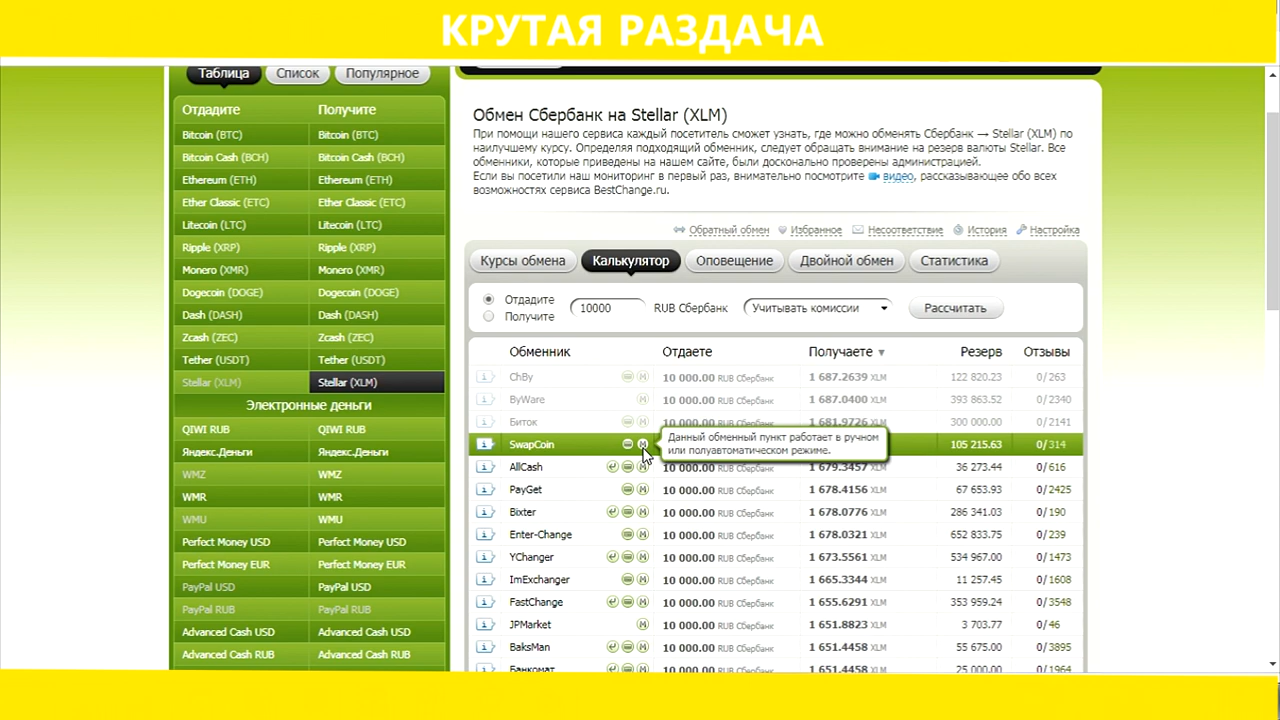 КРУТАЯ РАЗДАЧА
Таблица Список Популярное
Отдадите Получите
Bitcoin (BTC) Bitcoin (BTC)
Bitcoin Cash (BCH) Bitcoin Cash (BCH)
Ethereum (ETH) Ethereum (ETH)
Ether Classic (ETC) Ether Classic (ETC)
Litecoin (LTC) Litecoin (LTC)
Ripple (XRP) Ripple (XRP)
Monero (XMR) Monero (XMR)
Dogecoin (DOGE) Dogecoin (DOGE)
Dash (DASH) Dash (DASH)
Zcash (ZEC) Zcash (ZEC)
Tether (USDT) Tether (USDT)
Stellar (XLM) Stellar (XLM)
Электронные деньги
QIWI RUB QIWI RUB
Яндекс.Деньги Яндекс.Деньги
WMZ WMZ
WMR WMR
WMU WMU
Perfect Money USD Perfect Money USD
Perfect Money EUR Perfect Money EUR
PayPal USD PayPal USD
PayPal RUB PayPal RUB
Advanced Cash USD Advanced Cash USD
Advanced Cash RUB Advanced Cash RUB
Обмен Сбербанк на Stellar (XLM)
При помощи нашего сервиса каждый посетитель сможет узнать, где можно обменять Сбербанк → Stellar (XLM) по
наилучшему курсу. Определяя подходящий обменник, следует обращать внимание на резерв валюты Stellar. Все
обменники, которые приведены на нашем сайте, были досконально проверены администрацией.
Если вы посетили наш мониторинг в первый раз, внимательно посмотрите видео, рассказывающее обо всех
возможностях сервиса BestChange.ru.
Обратный обмен Избранное Несоответствие История Настройка
Курсы обмена Калькулятор Оповещение Двойной обмен Статистика
Отдадите
Получите
10000 RUB Сбербанк Учитывать комиссии Рассчитать
Обменник Отдаете Получаете ▼ Резерв Отзывы
ChBy M 10 000.00 RUB Сбербанк 1 687.2639 XLM 122 820.23 0/263
ByWare M 10 000.00 RUB Сбербанк 1 687.0400 XLM 393 863.52 0/2340
Биток M 10 000.00 RUB Сбербанк 1 681.9726 XLM 300 000.00 0/2141
SwapCoin M 105 215.63 0/314
Данный обменный пункт работает в ручном
или полуавтоматическом режиме.
AllCash M 10 000.00 RUB Сбербанк 1 679.3457 XLM 36 273.44 0/616
PayGet M 10 000.00 RUB Сбербанк 1 678.4156 XLM 67 653.93 0/2425
Bixter M 10 000.00 RUB Сбербанк 1 678.0776 XLM 286 341.03 0/190
Enter-Change M 10 000.00 RUB Сбербанк 1 678.0321 XLM 652 833.75 0/239
YChanger M 10 000.00 RUB Сбербанк 1 673.5561 XLM 534 967.00 0/1473
ImExchanger M 10 000.00 RUB Сбербанк 1 665.3344 XLM 11 257.45 0/1608
FastChange M 10 000.00 RUB Сбербанк 1 655.6291 XLM 353 959.24 0/3548
JPMarket M 10 000.00 RUB Сбербанк 1 651.8823 XLM 3 703.77 0/46
BaksMan M 10 000.00 RUB Сбербанк 1 651.4458 XLM 55 675.00 0/3895
Банкомат M 10 000.00 RUB Сбербанк 1 651.4458 XLM 25 000.00 0/1964